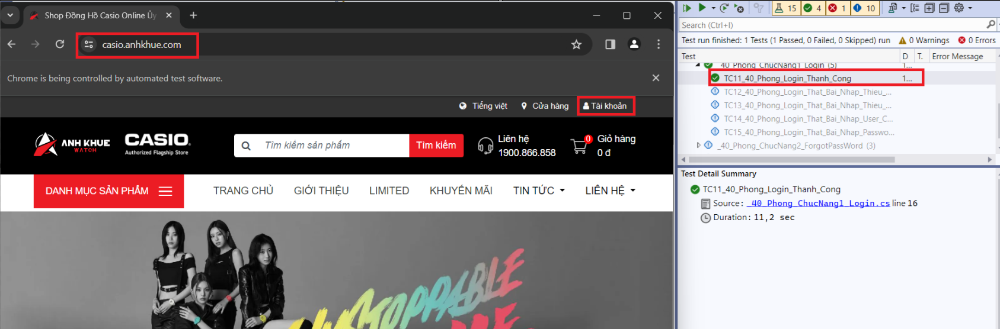 Shop Đồng Hồ Casio Online Ủy
casio.anhkhue.com
Chrome is being controlled by automated test software.
Tiếng việt Cửa hàng Tài khoản
ANH KHUE
WATCH
CASIO
Authorized Flagship Store
Tìm kiếm sản phẩm Tìm kiếm
Liên hệ
1900.866.858
0
Giỏ hàng
0 đ
DANH MỤC SẢN PHẨM TRANG CHỦ GIỚI THIỆU LIMITED KHUYẾN MÃI TIN TỨC LIÊN HỆ
UNSTOPPABLE
ME
15 4 1 10
Search (Ctrl+I)
Test run finished: 1 Tests (1 Passed, 0 Failed, 0 Skipped) run 0 Warnings 0 Errors
Test D T. Error Message
_40_Phong_ChucNang1_Login (5) 1...
TC11_40_Phong_Login_Thanh_Cong 1...
TC12_40_Phong_Login_That_Bai_Nhap_Thieu_...
TC13_40_Phong_Login_That_Bai_Nhap_Thieu_...
TC14_40_Phong_Login_That_Bai_Nhap_User_C...
TC15_40_Phong_Login_That_Bai_Nhap_Passwo...
_40_Phong_ChucNang2_ForgotPassWord (3)
Test Detail Summary
TC11_40_Phong_Login_Thanh_Cong
Source: _40_Phong_ChucNang1_Login.cs line 16
Duration: 11,2 sec